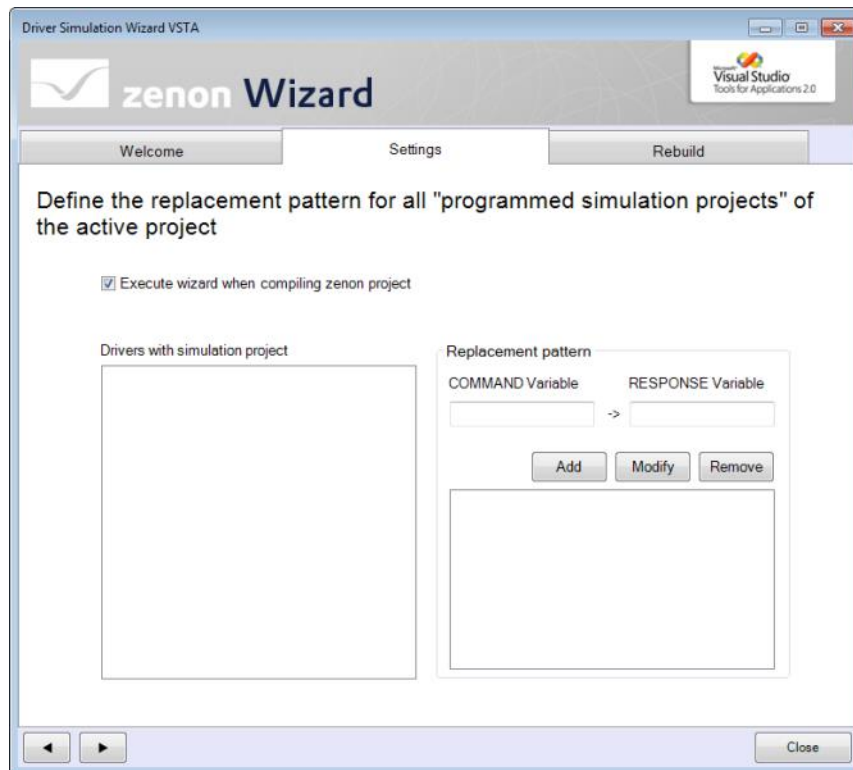 Driver Simulation Wizard VSTA
zenon Wizard
Microsoft
Visual Studio
Tools for Applications 2.0
Welcome
Settings
Rebuild
Define the replacement pattern for all "programmed simulation projects" of
the active project
Execute wizard when compiling zenon project
Drivers with simulation project
Replacement pattern
COMMAND Variable
RESPONSE Variable
->
Add
Modify
Remove
Close